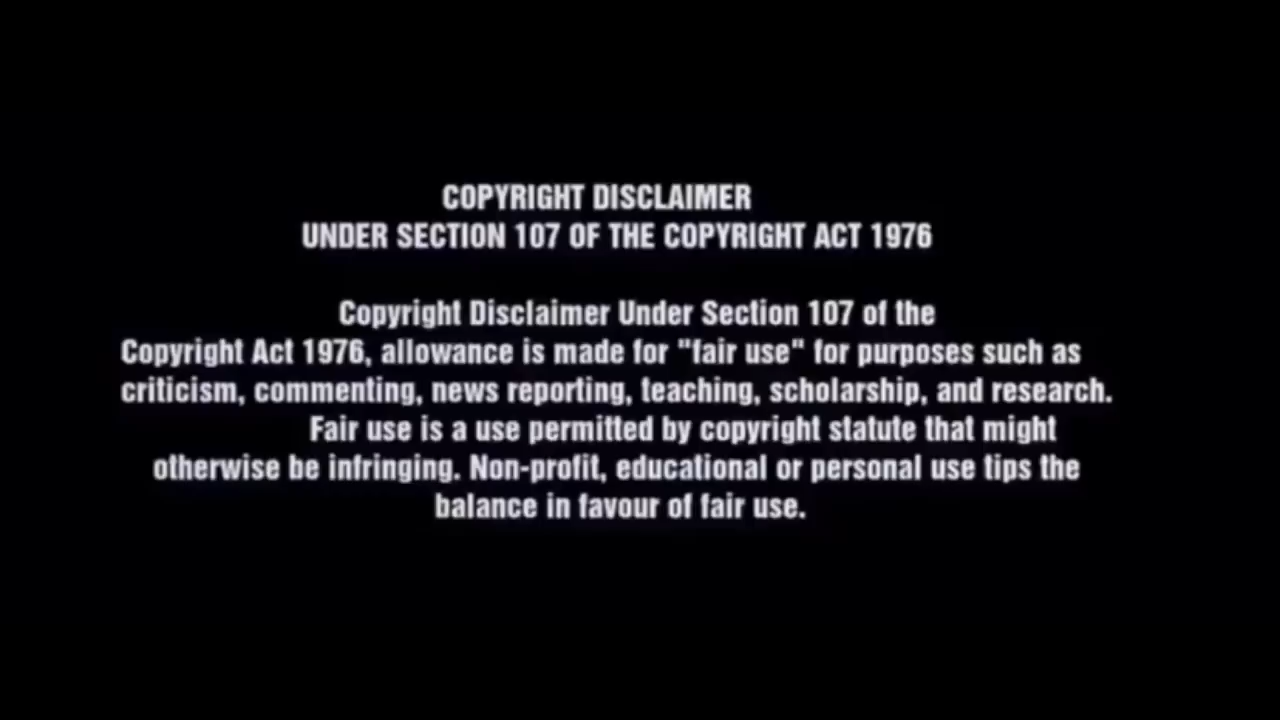 COPYRIGHT DISCLAIMER
UNDER SECTION 107 OF THE COPYRIGHT ACT 1976
Copyright Disclaimer Under Section 107 of the
Copyright Act 1976, allowance is made for "fair use" for purposes such as
criticism, commenting, news reporting, teaching, scholarship, and research.
Fair use is a use permitted by copyright statute that might
otherwise be infringing. Non-profit, educational or personal use tips the
balance in favour of fair use.